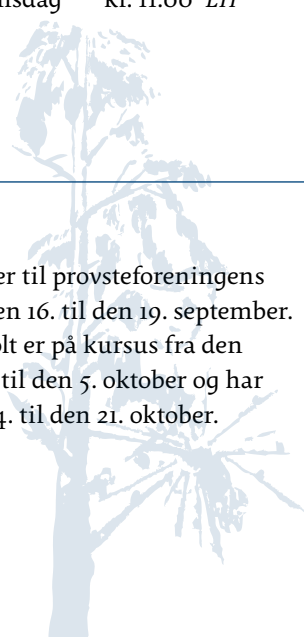 kl. 11.00 LH
er til provsteforeningens
en 16. til den 19. september.
olt er på kursus fra den
til den 5. oktober og har
4. til den 21. oktober.